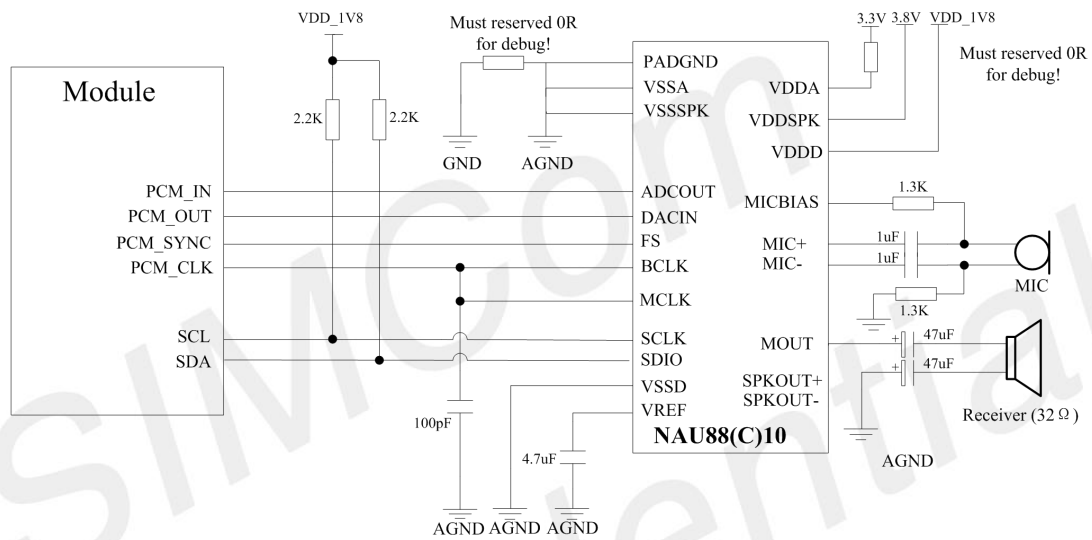 VDD_1V8
Must reserved 0R
for debug!
3.3V 3.8V VDD_1V8
Must reserved 0R
for debug!
Module
2.2K
2.2K
GND
AGND
PADGND
VSSA
VSSSPK
VDDA
VDDSPK
VDDD
PCM_IN
PCM_OUT
PCM_SYNC
PCM_CLK
SCL
SDA
ADCOUT
DACIN
FS
BCLK
MCLK
SCLK
SDIO
VSSD
VREF
MICBIAS
MIC+
MIC-
MOUT
SPKOUT+
SPKOUT-
NAU88(C)10
1.3K
1uF
1uF
MIC
1.3K
+ 47uF
+ 47uF
Receiver (32Ω)
AGND
100pF
4.7uF
AGND AGND AGND
SIMCom